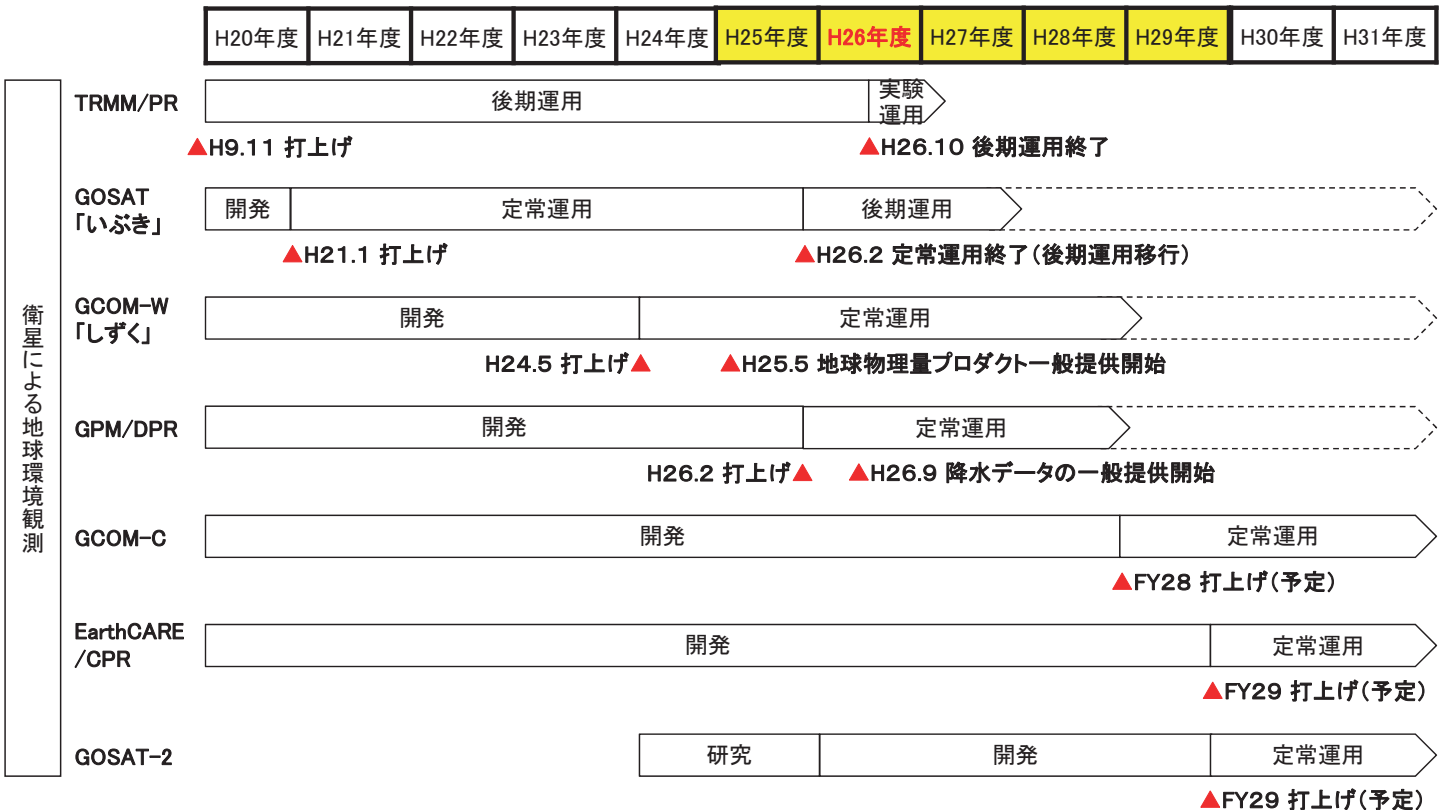 H20年度 H21年度 H22年度 H23年度 H24年度 H25年度 H26年度 H27年度 H28年度 H29年度 H30年度 H31年度
衛星による地球環境観測
TRMM/PR
後期運用
実験
運用
▲H9.11 打上げ
▲H26.10 後期運用終了
GOSAT
「いぶき」
開発
定常運用
後期運用
▲H21.1 打上げ
▲H26.2 定常運用終了(後期運用移行)
GCOM-W
「しずく」
開発
定常運用
H24.5 打上げ▲
▲H25.5 地球物理量プロダクト一般提供開始
GPM/DPR
開発
定常運用
H26.2 打上げ▲
▲H26.9 降水データの一般提供開始
GCOM-C
開発
定常運用
▲FY28 打上げ(予定)
EarthCARE
/CPR
開発
定常運用
▲FY29 打上げ(予定)
GOSAT-2
研究
開発
定常運用
▲FY29 打上げ(予定)